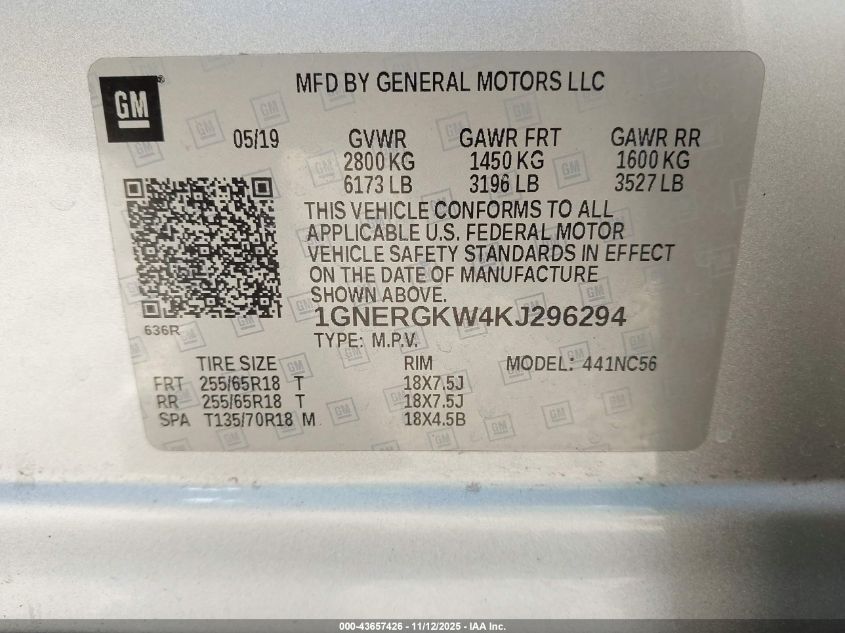 GM
MFD BY GENERAL MOTORS LLC
05/19 GVWR GAWR FRT GAWR RR
2800 KG 1450 KG 1600 KG
6173 LB 3196 LB 3527 LB
THIS VEHICLE CONFORMS TO ALL
APPLICABLE U.S. FEDERAL MOTOR
VEHICLE SAFETY STANDARDS IN EFFECT
ON THE DATE OF MANUFACTURE
SHOWN ABOVE.
1GNERGKW4KJ296294
636R
TYPE: M.P.V.
TIRE SIZE RIM MODEL: 441NC56
FRT 255/65R18 T 18X7.5J
RR 255/65R18 T 18X7.5J
SPA T135/70R18 M 18X4.5B
000-43657426 - 11/12/2025 - IAA Inc.